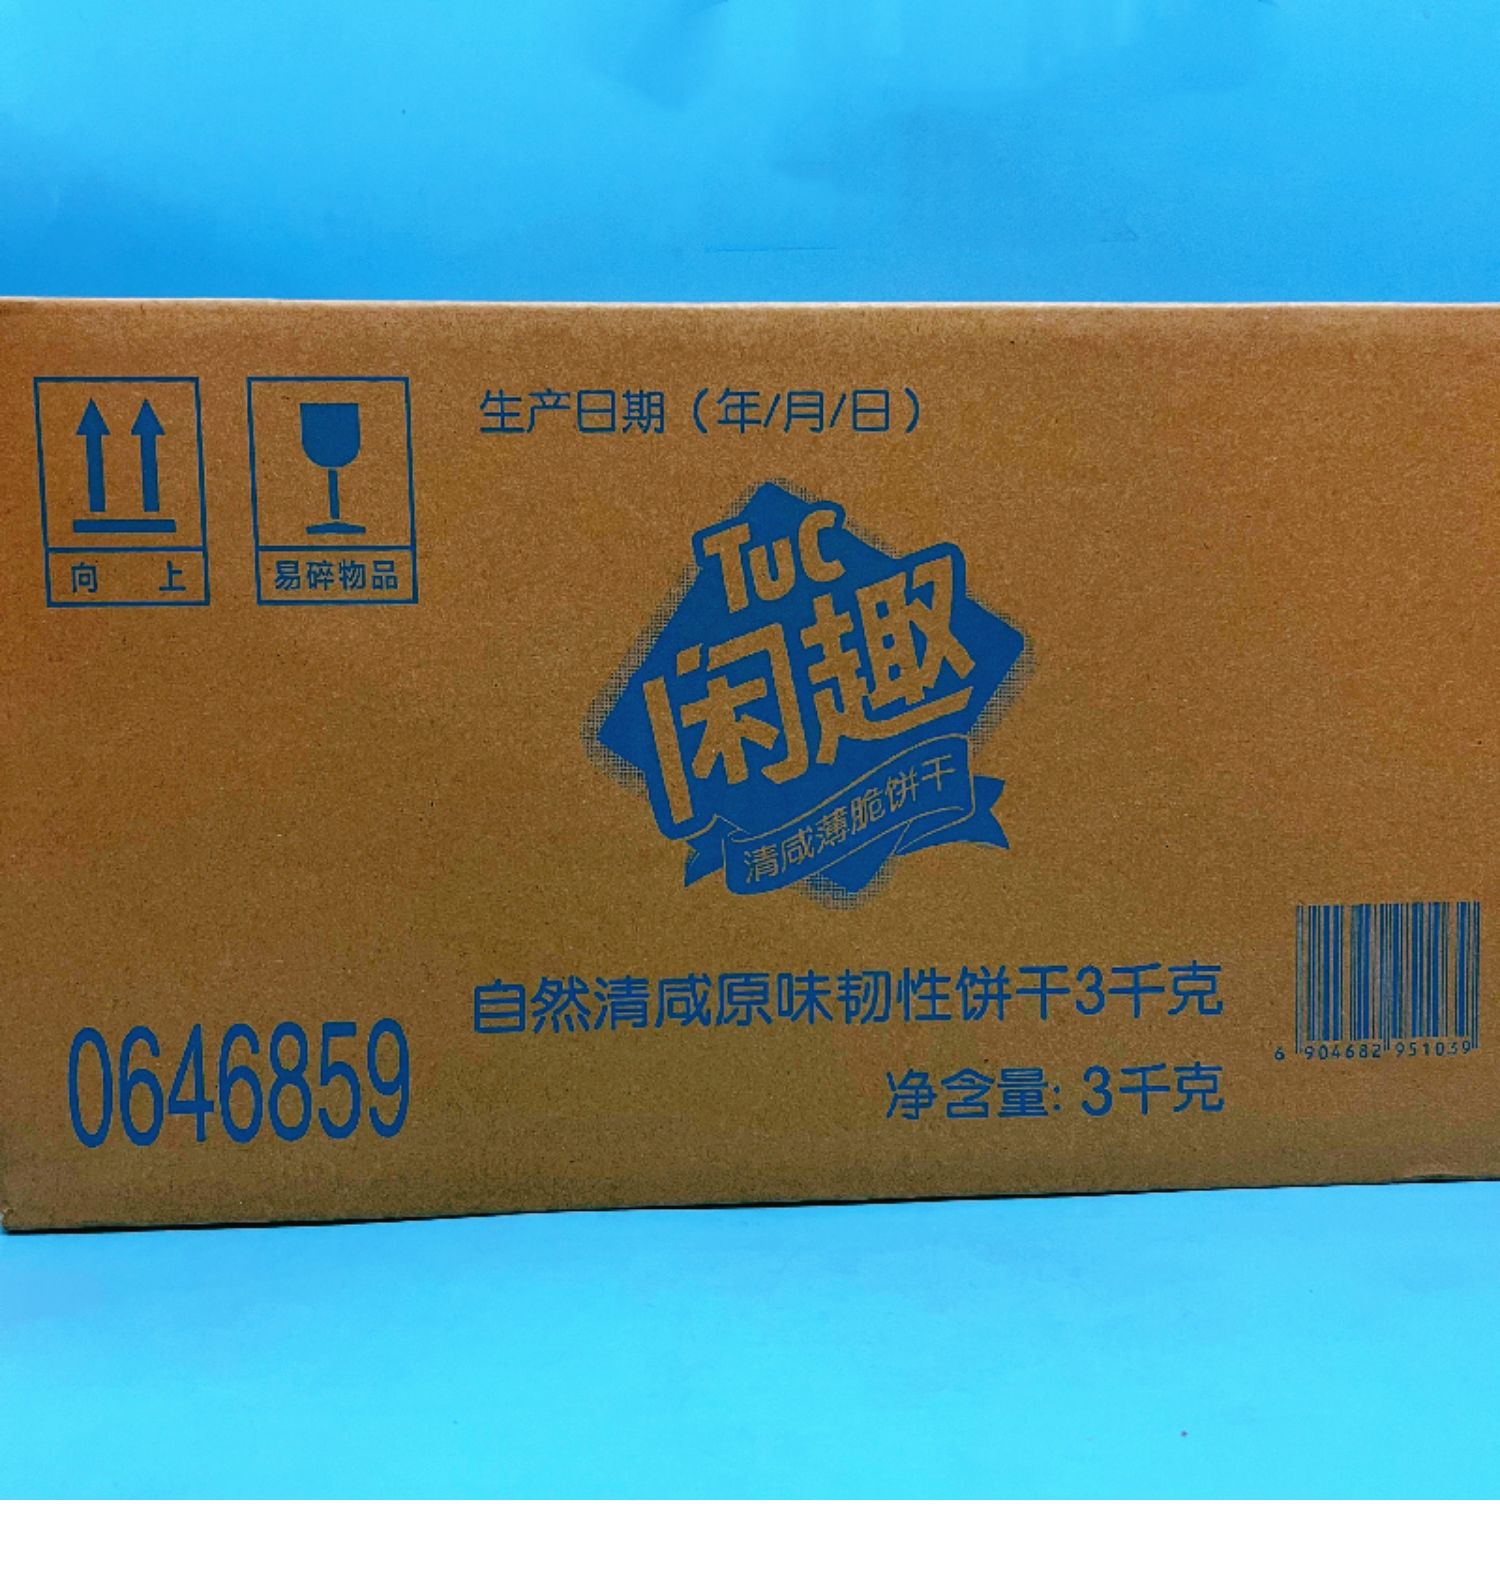 向 上
易碎物品
生产日期（年/月/日）
TUC
闲趣
清咸薄脆饼干
自然清咸原味韧性饼干3千克
净含量: 3千克
0646859
6 904682 951039